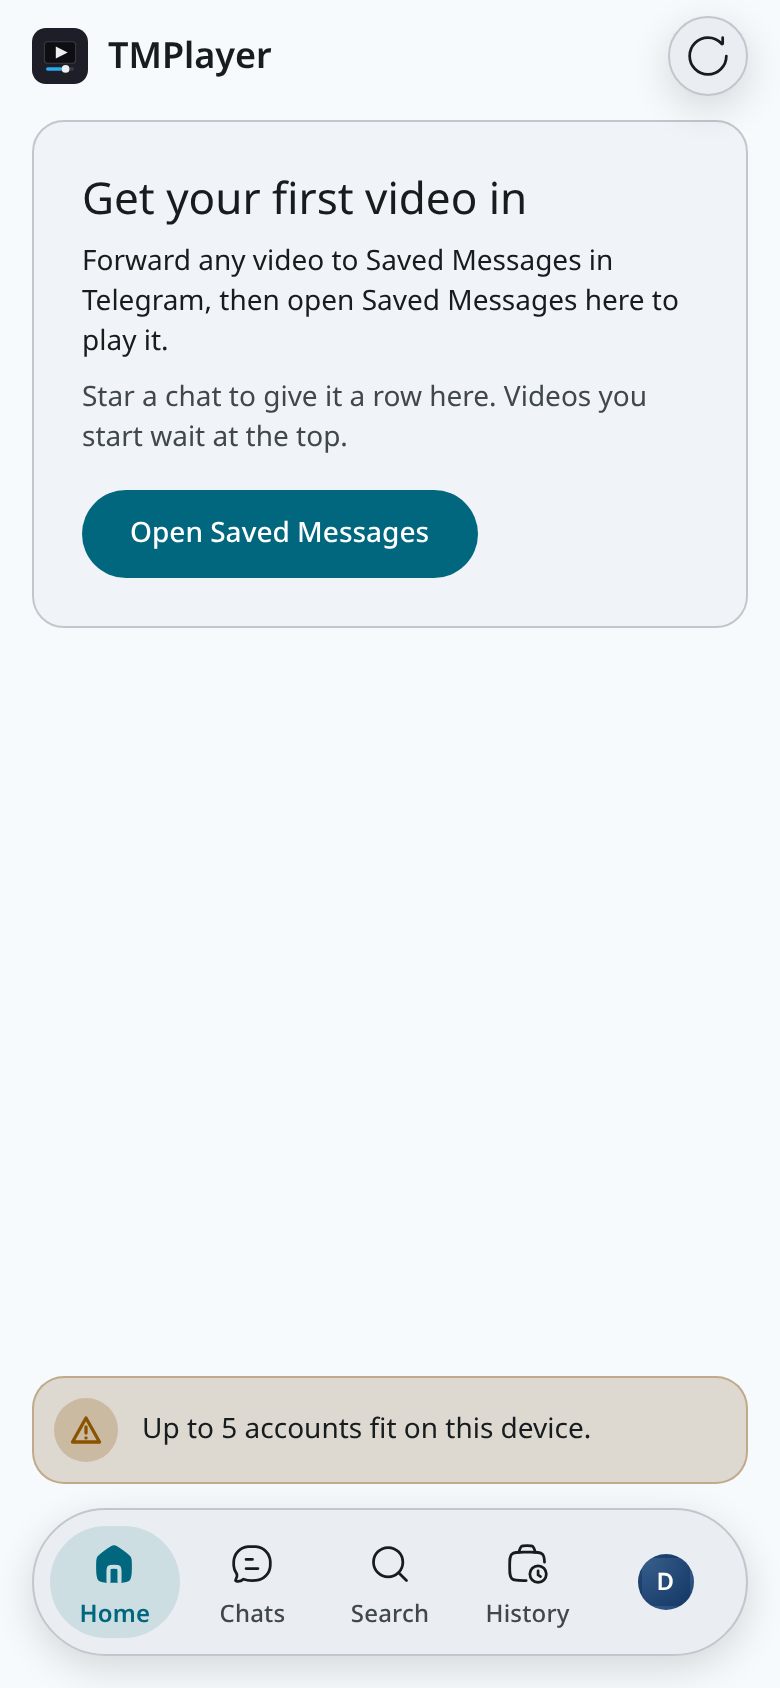 TMPlayer
Get your first video in
Forward any video to Saved Messages in
Telegram, then open Saved Messages here to
play it.
Star a chat to give it a row here. Videos you
start wait at the top.
Open Saved Messages
Up to 5 accounts fit on this device.
Home
Chats
Search
History
D